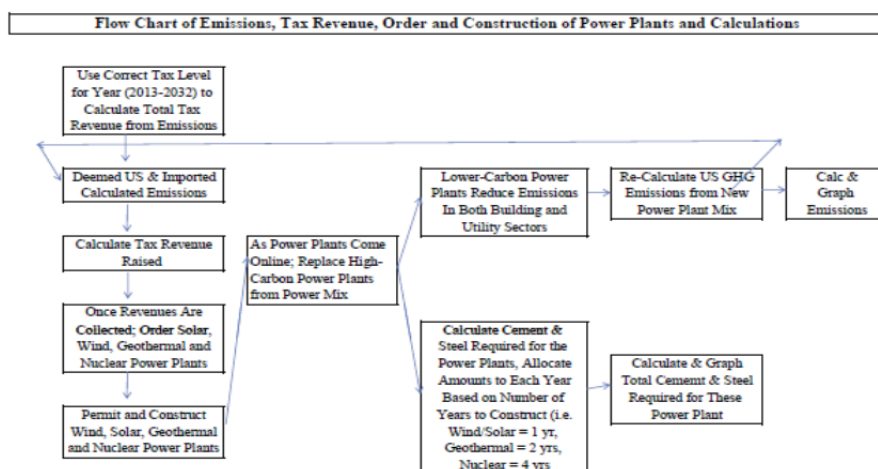 Flow Chart of Emissions, Tax Revenue, Order and Construction of Power Plants and Calculations
Use Correct Tax Level
for Year (2013-2032) to
Calculate Total Tax
Revenue from Emissions
Deemed US & Imported
Calculated Emissions
Calculate Tax Revenue
Raised
Once Revenues Are
Collected; Order Solar,
Wind, Geothermal and
Nuclear Power Plants
Permit and Construct
Wind, Solar, Geothermal
and Nuclear Power Plants
As Power Plants Come
Online; Replace High-
Carbon Power Plants
from Power Mix
Lower-Carbon Power
Plants Reduce Emissions
In Both Building and
Utility Sectors
Re-Calculate US GHG
Emissions from New
Power Plant Mix
Calc &
Graph
Emissions
Calculate Cement &
Steel Required for the
Power Plants, Allocate
Amounts to Each Year
Based on Number of
Years to Construct (i.e.
Wind/Solar = 1 yr,
Geothermal = 2 yrs,
Nuclear = 4 yrs
Calculate & Graph
Total Cememt & Steel
Required for These
Power Plant